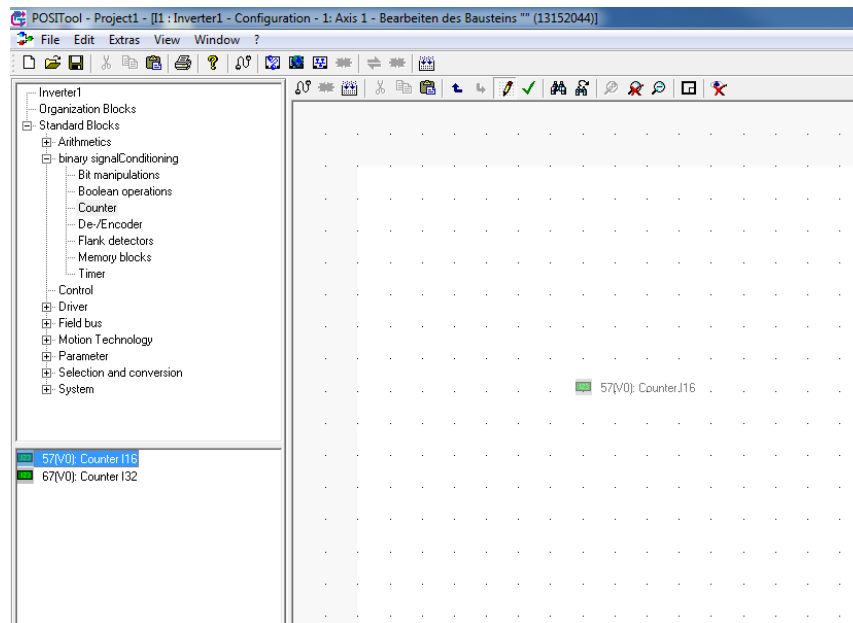 POSITool - Project1 - [I1 : Inverter1 - Configuration - 1: Axis 1 - Bearbeiten des Bausteins "" (13152044)]
File Edit Extras View Window ?
Inverter1
Organization Blocks
Standard Blocks
Arithmetics
binary signalConditioning
Bit manipulations
Boolean operations
Counter
De-/Encoder
Flank detectors
Memory blocks
Timer
Control
Driver
Field bus
Motion Technology
Parameter
Selection and conversion
System
57(V0): Counter I16
57(V0): Counter I16
67(V0): Counter I32